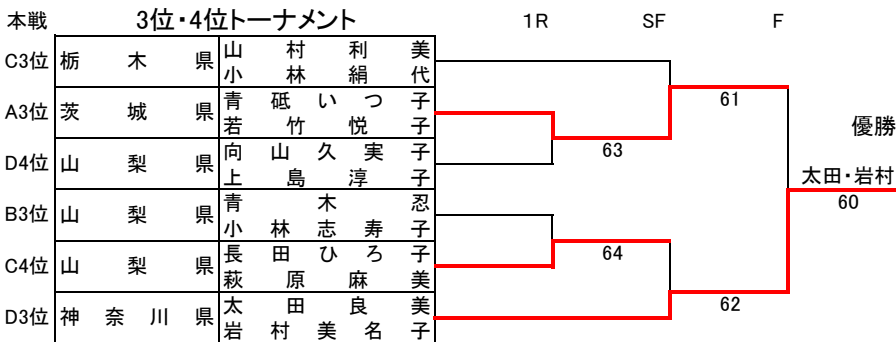 本戦 3位・4位トーナメント 1R SF F
C3位 栃木県 山村利美
小林絹代
A3位 茨城県 青砥いつ子
若竹悦子
D4位 山梨県 向山久実子
上島淳子
B3位 山梨県 青木忍
小林志寿子
C4位 山梨県 長田ひろ子
萩原麻美
D3位 神奈川県 太田良美
岩村美名子
61
63
優勝
太田・岩村
60
64
62